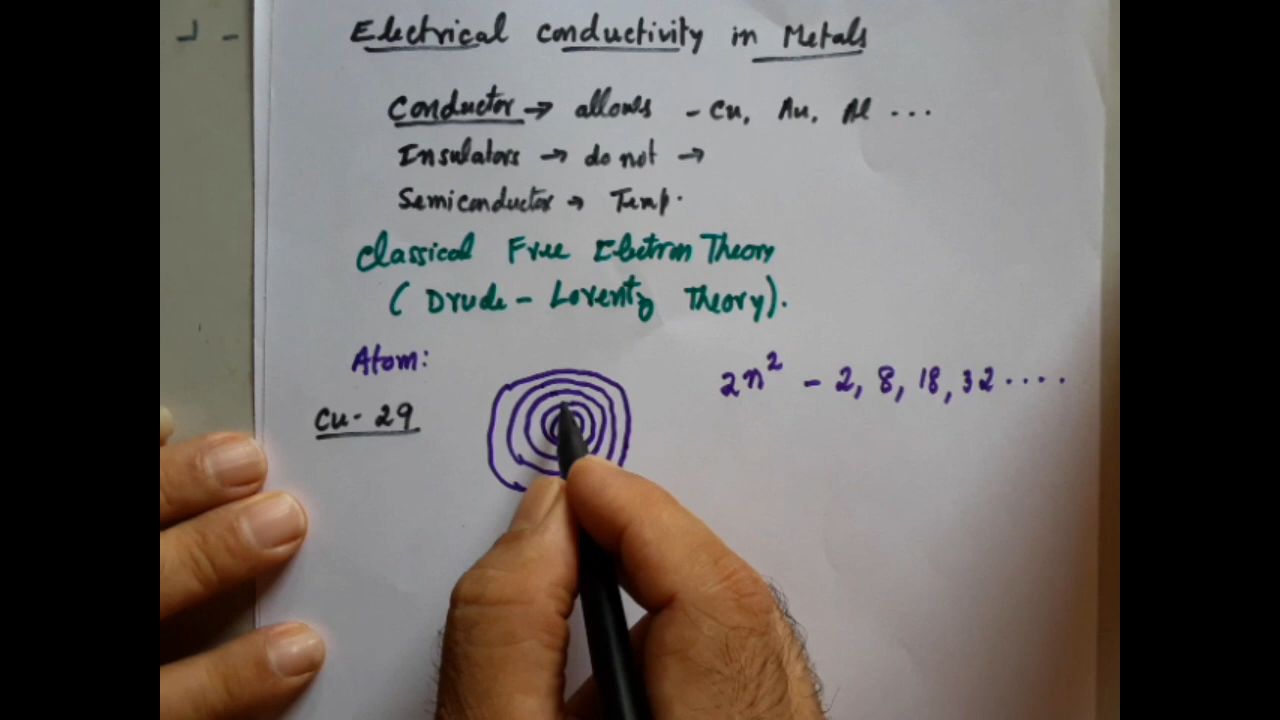 Electrical conductivity in Metals
Conductor → allows - Cu, Au, Al ...
Insulators → do not →
Semiconductor → Temp.
Classical Free Electron Theory
(Drude - Lorentz Theory).
Atom:
2n² - 2, 8, 18, 32 ....
Cu - 29